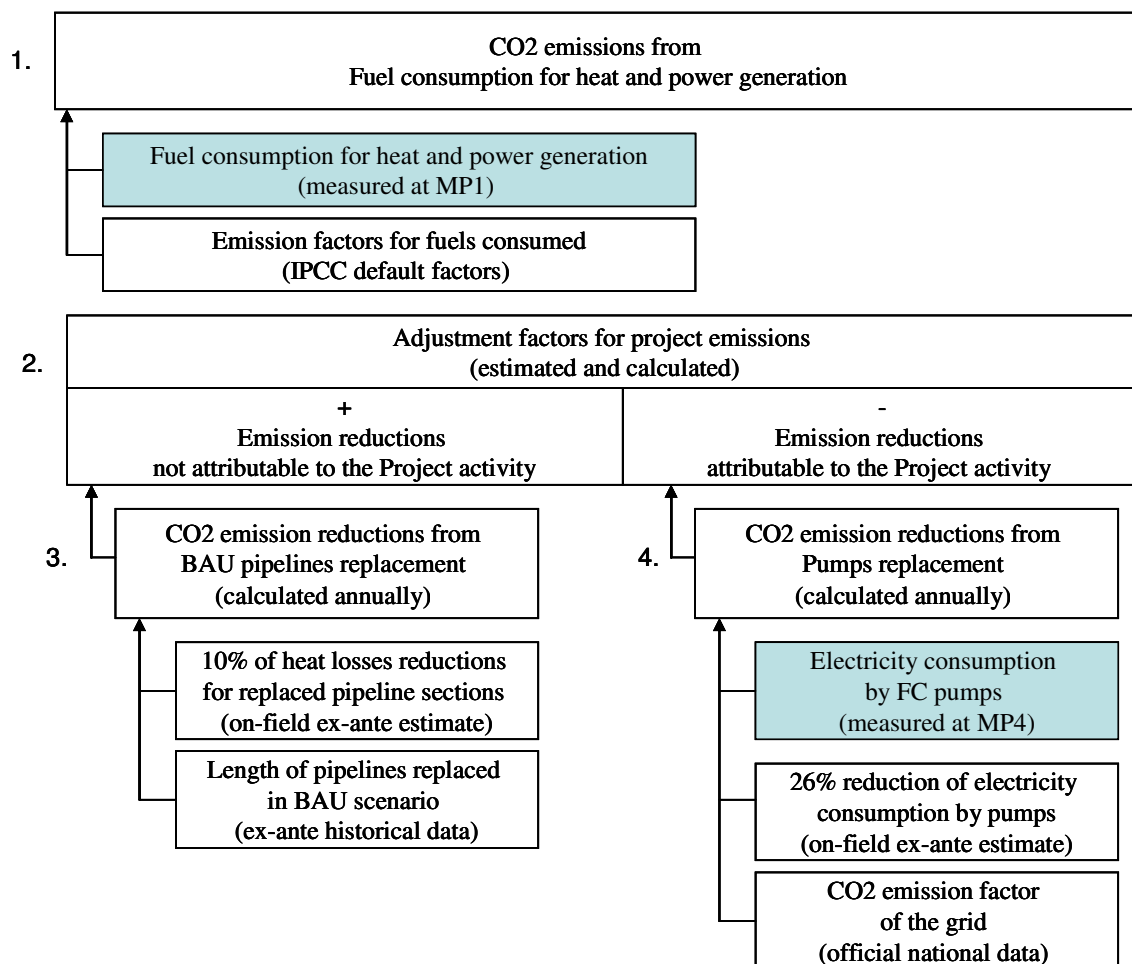 1.
CO2 emissions from
Fuel consumption for heat and power generation
Fuel consumption for heat and power generation
(measured at MP1)
Emission factors for fuels consumed
(IPCC default factors)
2.
Adjustment factors for project emissions
(estimated and calculated)
+
Emission reductions
not attributable to the Project activity
-
Emission reductions
attributable to the Project activity
3.
CO2 emission reductions from
BAU pipelines replacement
(calculated annually)
10% of heat losses reductions
for replaced pipeline sections
(on-field ex-ante estimate)
Length of pipelines replaced
in BAU scenario
(ex-ante historical data)
4.
CO2 emission reductions from
Pumps replacement
(calculated annually)
Electricity consumption
by FC pumps
(measured at MP4)
26% reduction of electricity
consumption by pumps
(on-field ex-ante estimate)
CO2 emission factor
of the grid
(official national data)